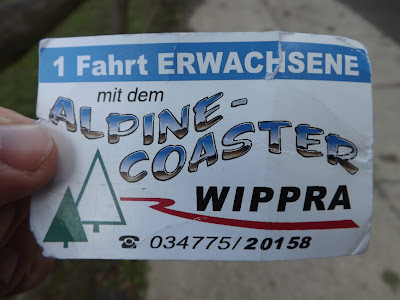 1 Fahrt ERWACHSENE
mit dem
ALPINE-
COASTER
WIPPRA
☎ 034775/20158